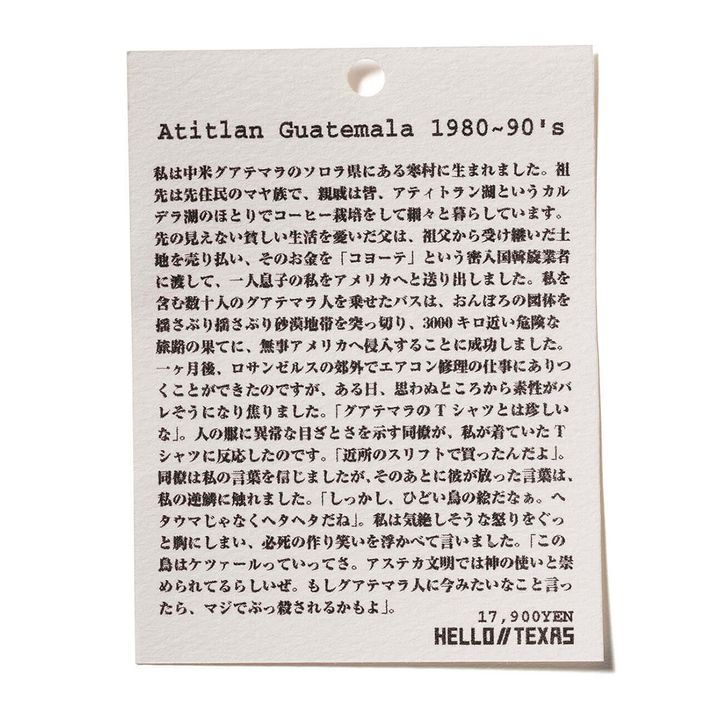 Atitlan Guatemala 1980~90's
私は中米グアテマラのソロラ県にある寒村に生まれました。祖
先は先住民のマヤ族で、親戚は皆、アティトラン湖というカル
デラ湖のほとりでコーヒー栽培をして細々と暮らしています。
先の見えない貧しい生活を憂いだ父は、祖父から受け継いだ土
地を売り払い、そのお金を「コヨーテ」という密入国斡旋業者
に渡して、一人息子の私をアメリカへと送り出しました。私を
含む数十人のグアテマラ人を乗せたバスは、おんぼろの図体を
揺さぶり揺さぶり砂漠地帯を突っ切り、3000キロ近い危険な
旅路の果てに、無事アメリカへ侵入することに成功しました。
一ヶ月後、ロサンゼルスの郊外でエアコン修理の仕事にありつ
くことができたのですが、ある日、思わぬところから素性がバ
レそうになり焦りました。「グアテマラのTシャツとは珍しい
な」。人の服に異常な目ざとさを示す同僚が、私が着ていたT
シャツに反応したのです。「近所のスリフトで買ったんだよ」。
同僚は私の言葉を信じましたが、そのあとに彼が放った言葉は、
私の逆鱗に触れました。「しっかし、ひどい鳥の絵だなぁ。ヘ
タウマじゃなくヘタヘタだね」。私は気絶しそうな怒りをぐっ
と胸にしまい、必死の作り笑いを浮かべて言いました。「この
鳥はケツァールっていってさ。アステカ文明では神の使いと崇
められてるらしいぜ。もしグアテマラ人に今みたいなこと言っ
たら、マジでぶっ殺されるかもよ」。
17,900YEN
HELLO//TEXAS